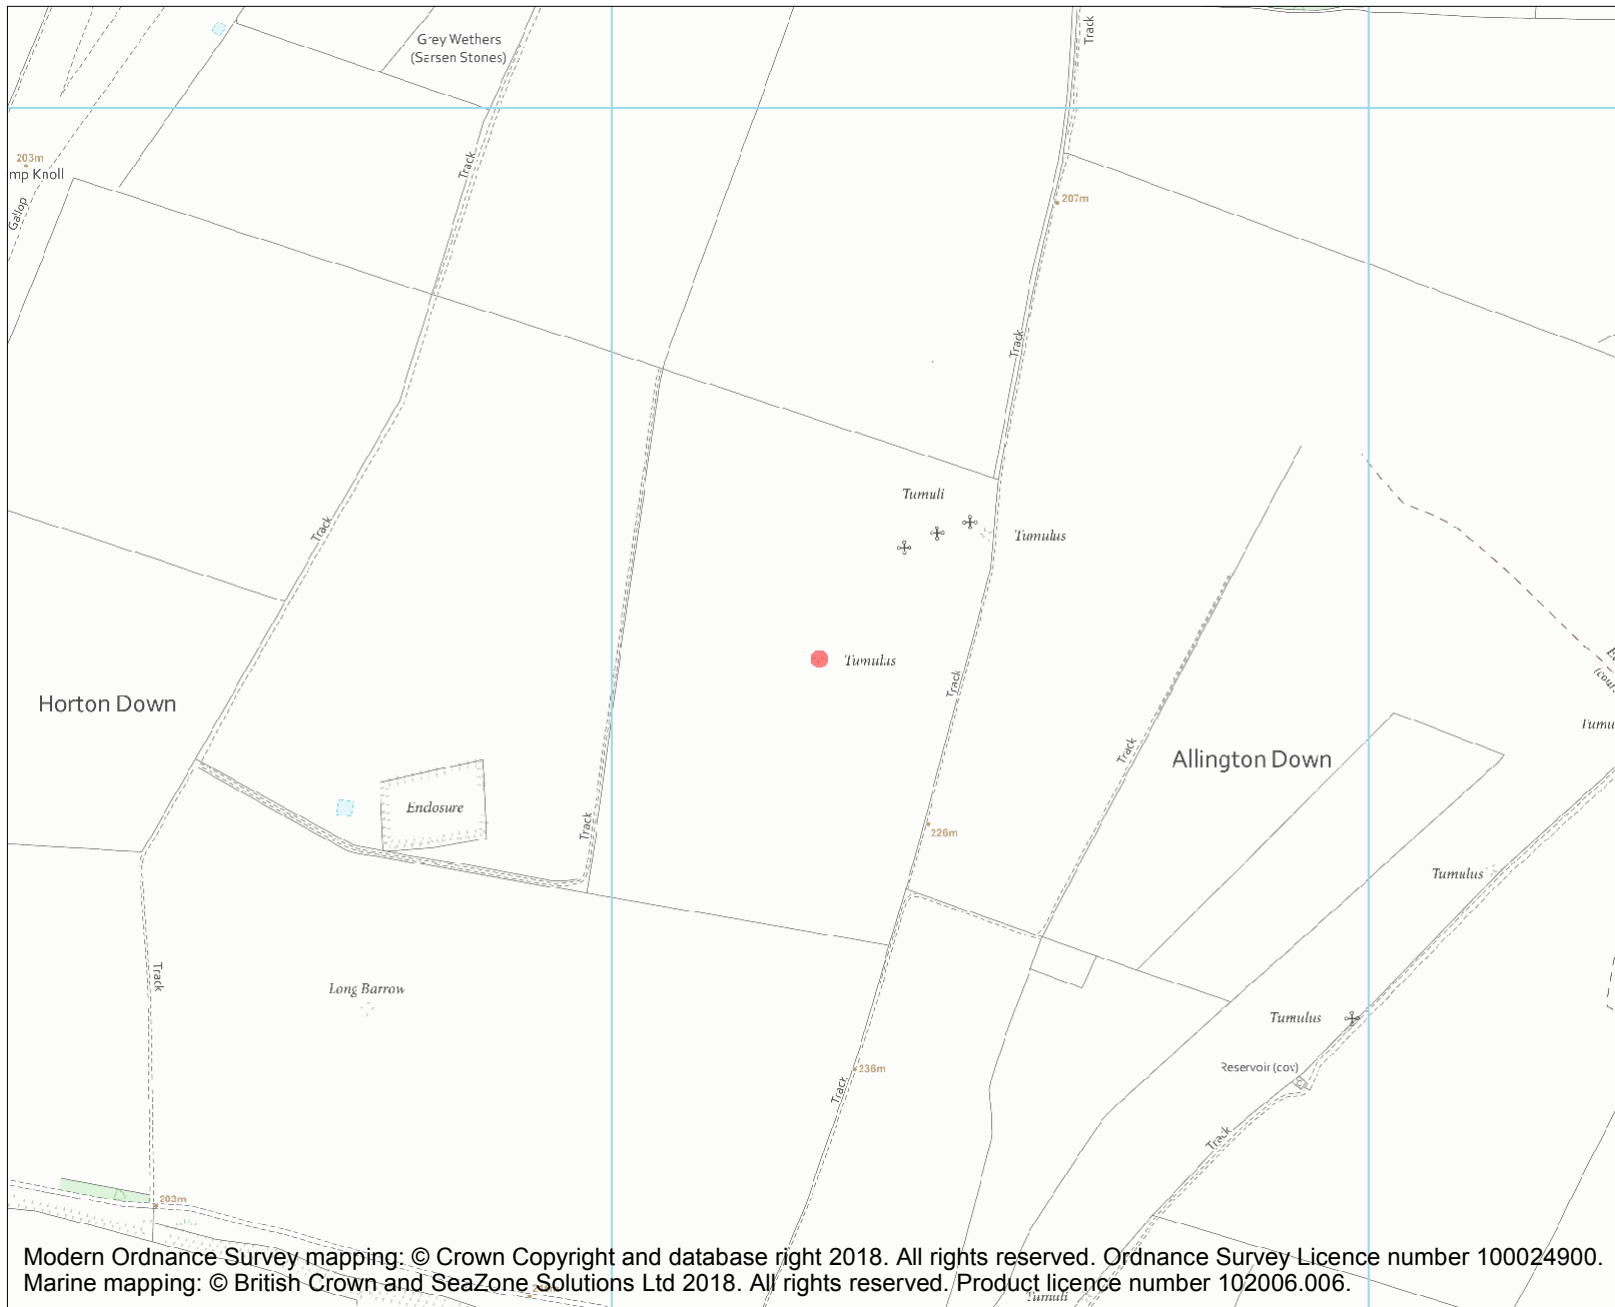 Track
Grey Wethers
(Sarsen Stones)
203m
mp Knoll
Track
Gallop
207m
Track
Tumuli
Tumulus
Track
Tumulus
Track
Horton Down
Tumu
Track
Allington Down
Enclosure
Track
226m
Tumulus
Track
Long Barrow
Tumulus
Reservoir (cov)
236m
Track
Track
203m
Modern Ordnance Survey mapping: © Crown Copyright and database right 2018. All rights reserved. Ordnance Survey Licence number 100024900.
Marine mapping: © British Crown and SeaZone Solutions Ltd 2018. All rights reserved. Product licence number 102006.006.
Tumuli